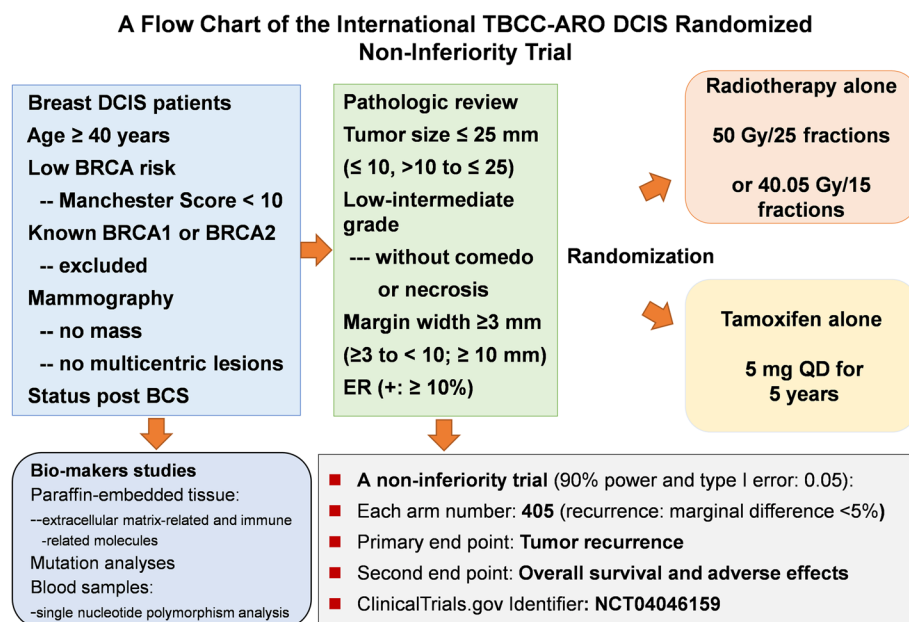 A Flow Chart of the International TBCC-ARO DCIS Randomized
Non-Inferiority Trial
Breast DCIS patients
Age ≥ 40 years
Low BRCA risk
-- Manchester Score < 10
Known BRCA1 or BRCA2
-- excluded
Mammography
-- no mass
-- no multicentric lesions
Status post BCS
Pathologic review
Tumor size ≤ 25 mm
(≤ 10, >10 to ≤ 25)
Low-intermediate
grade
--- without comedo
or necrosis
Margin width ≥3 mm
(≥3 to < 10; ≥ 10 mm)
ER (+: ≥ 10%)
Randomization
Radiotherapy alone
50 Gy/25 fractions
or 40.05 Gy/15
fractions
Tamoxifen alone
5 mg QD for
5 years
Bio-makers studies
Paraffin-embedded tissue:
--extracellular matrix-related and immune
-related molecules
Mutation analyses
Blood samples:
-single nucleotide polymorphism analysis
A non-inferiority trial (90% power and type I error: 0.05):
Each arm number: 405 (recurrence: marginal difference <5%)
Primary end point: Tumor recurrence
Second end point: Overall survival and adverse effects
ClinicalTrials.gov Identifier: NCT04046159